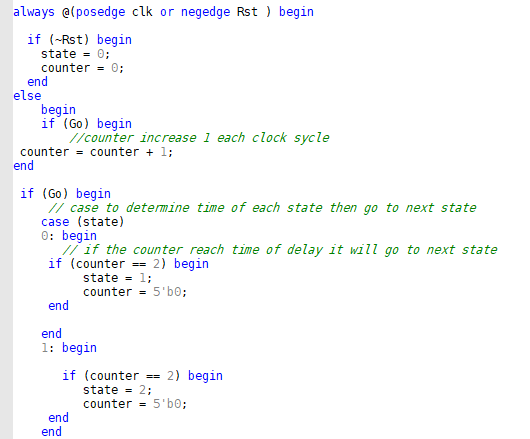 always @(posedge clk or negedge Rst ) begin
if (~Rst) begin
state = 0;
counter = 0;
end
else
begin
if (Go) begin
//counter increase 1 each clock sycle
counter = counter + 1;
end
if (Go) begin
// case to determine time of each state then go to next state
case (state)
0: begin
// if the counter reach time of delay it will go to next state
if (counter == 2) begin
state = 1;
counter = 5'b0;
end
end
1: begin
if (counter == 2) begin
state = 2;
counter = 5'b0;
end
end